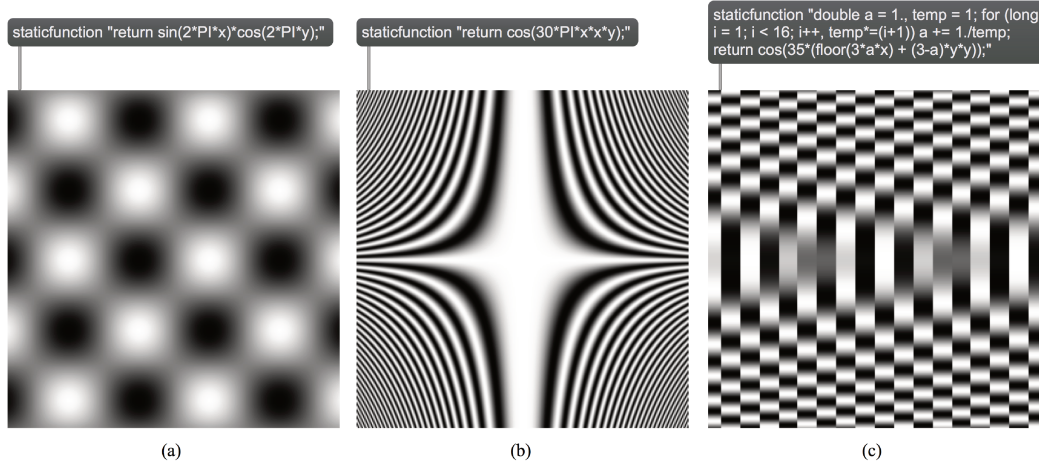 staticfunction "return sin(2*PI*x)*cos(2*PI*y);"
staticfunction "return cos(30*PI*x*x*y);"
staticfunction "double a = 1., temp = 1; for (long
i = 1; i < 16; i++, temp*=(i+1)) a += 1./temp;
return cos(35*(floor(3*a*x) + (3-a)*y*y));"
(a)
(b)
(c)